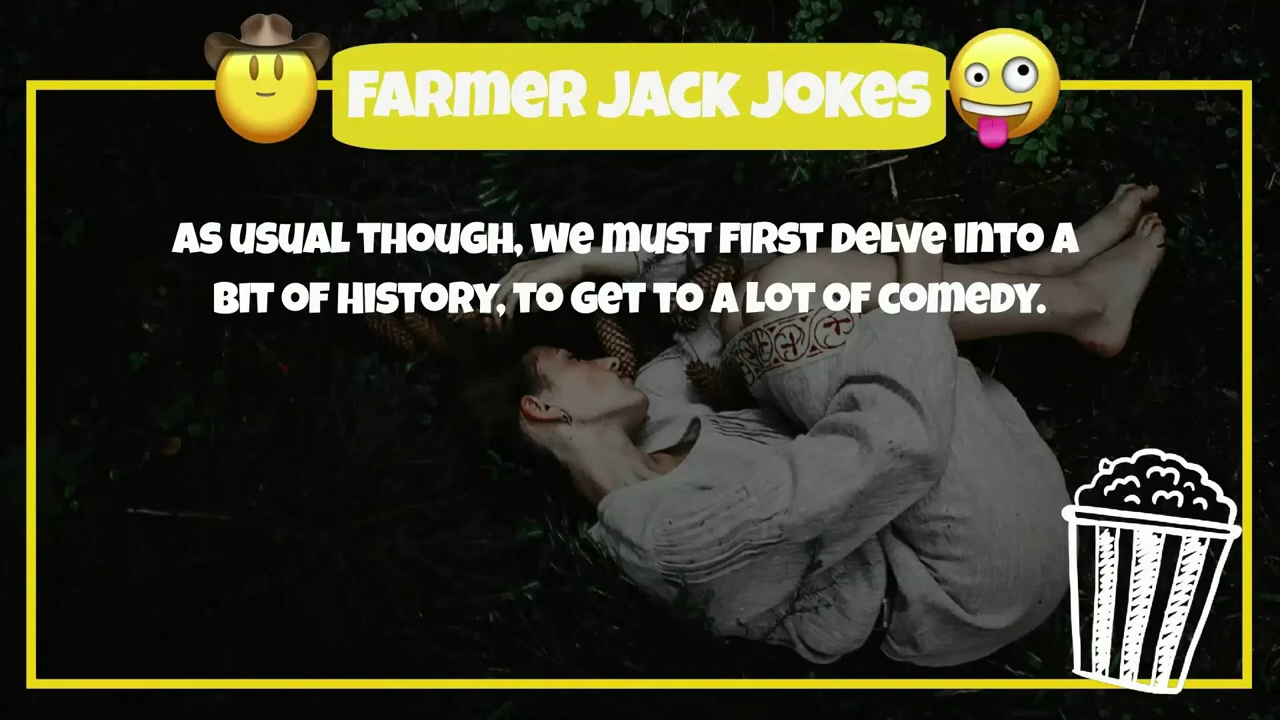 FARMER JACK JOKES
AS USUAL THOUGH, WE MUST FIRST DELVE INTO A
BIT OF HISTORY, TO GET TO A LOT OF COMEDY.